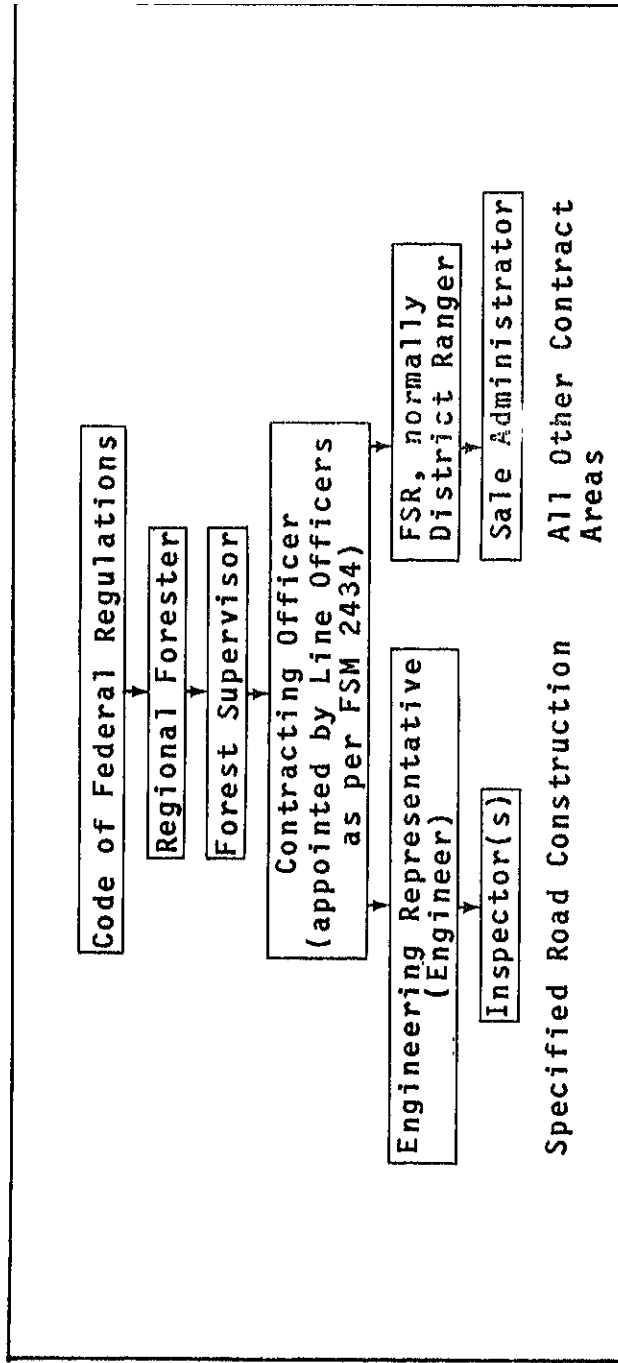 Code of Federal Regulations
Regional Forester
Forest Supervisor
Contracting Officer
(appointed by Line Officers
as per FSM 2434)
Engineering Representative
(Engineer)
Inspector(s)
Specified Road Construction
FSR, normally
District Ranger
Sale Administrator
All Other Contract
Areas